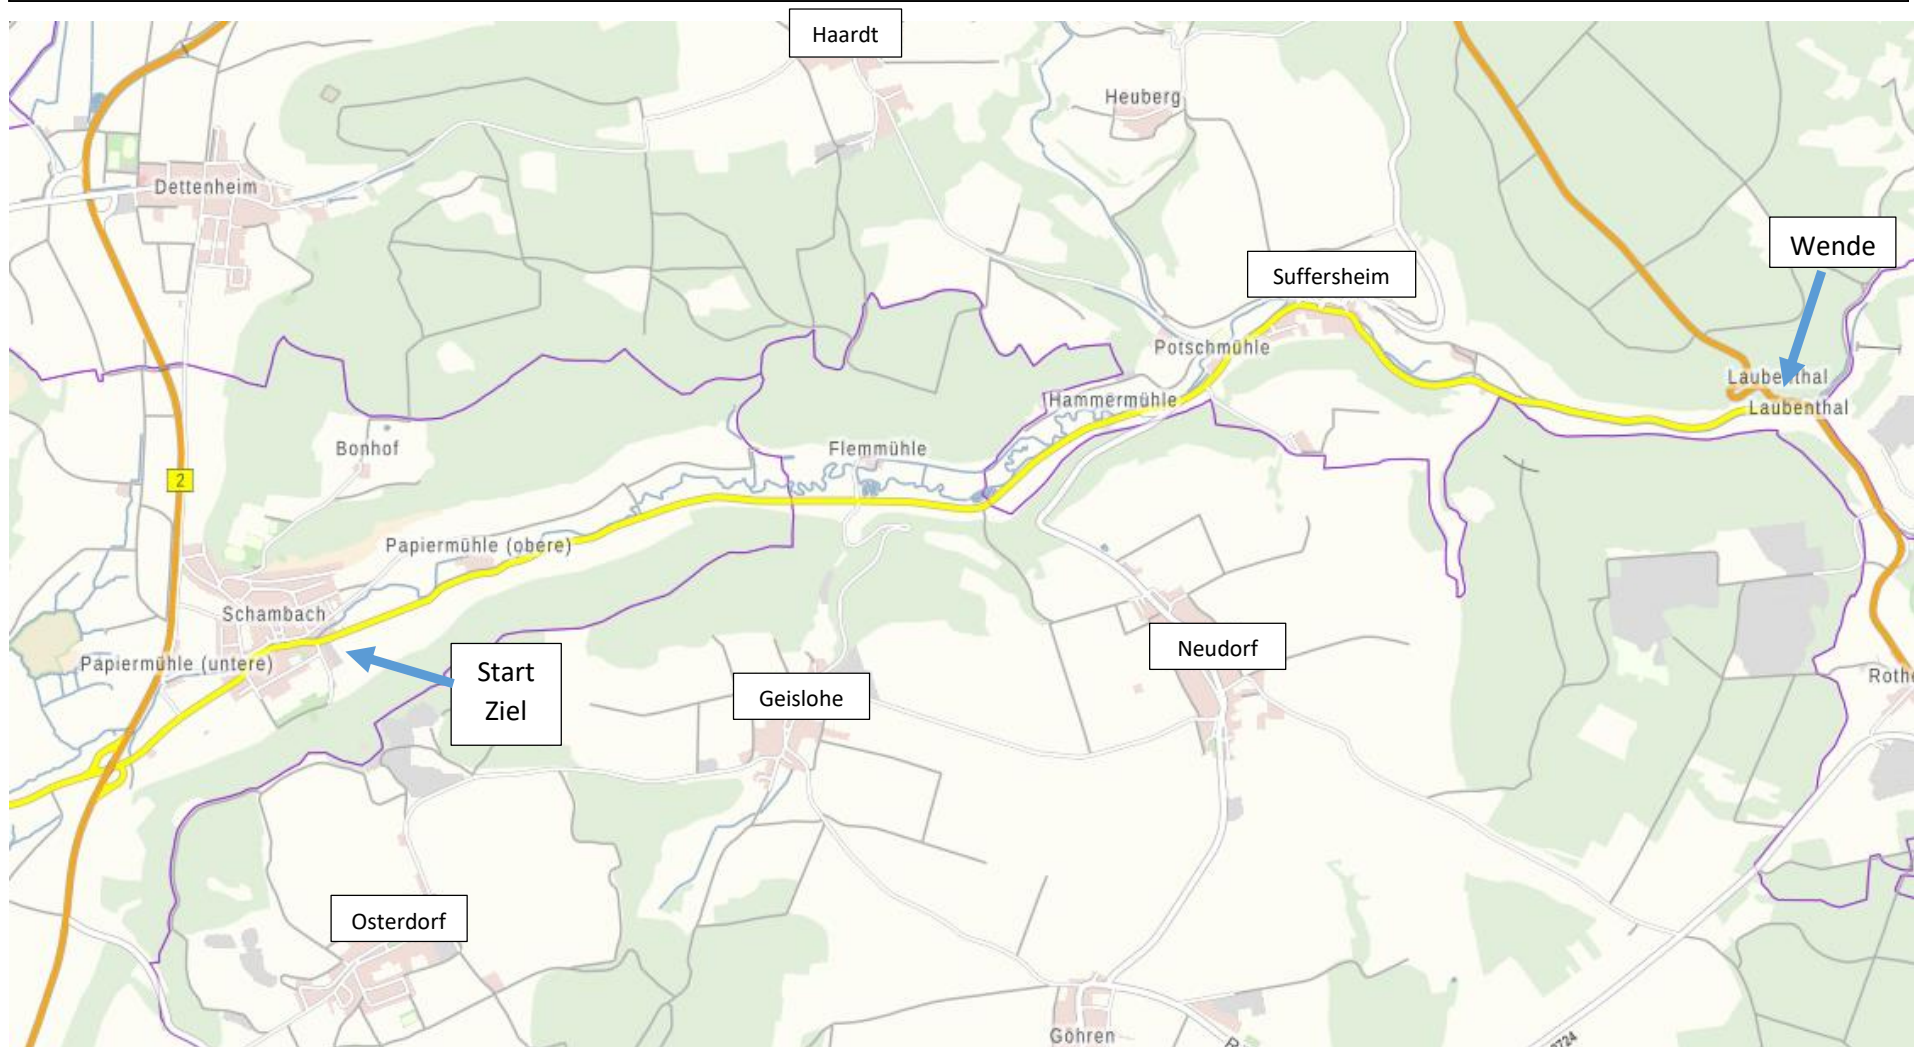 Haardt
Heuberg
Dettenheim
Wende
Suffersheim
Potschmühle
Laubenthal
Laubenthal
Hammermühle
Bonhof
Flemmühle
2
Papiermühle (obere)
Schambach
Papiermühle (untere)
Start
Ziel
Neudorf
Geislohe
Osterdorf
Göhren